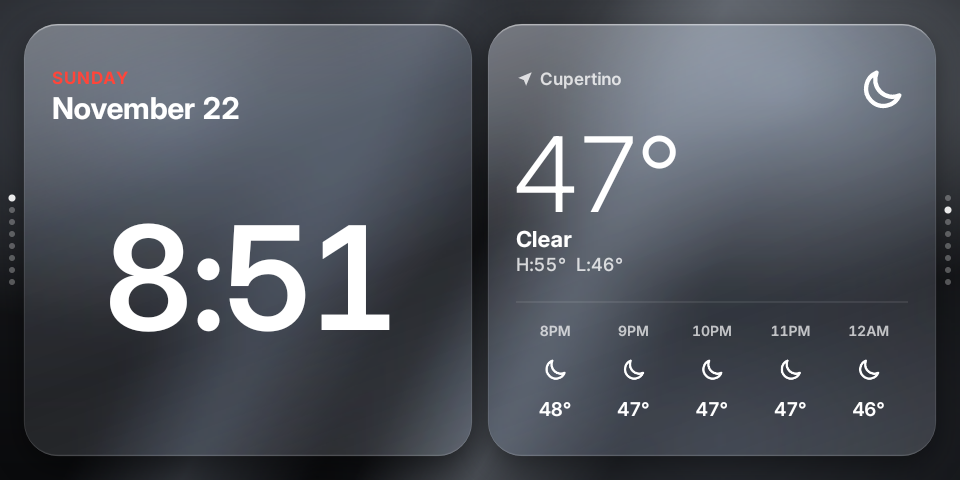 SUNDAY
November 22
8:51
Cupertino
47°
Clear
H:55° L:46°
8PM 9PM 10PM 11PM 12AM
48° 47° 47° 47° 46°